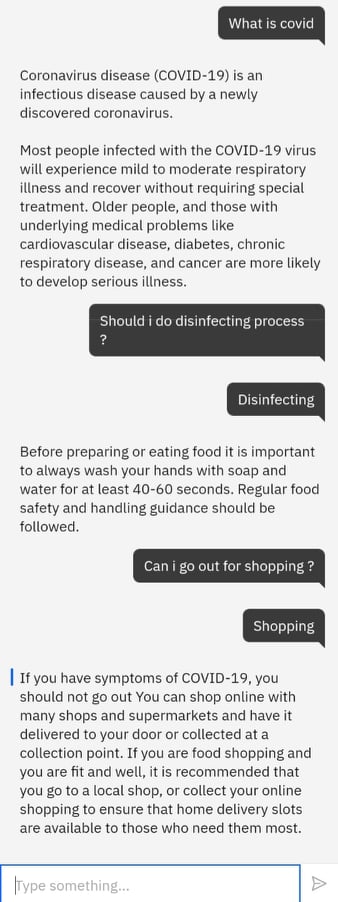 What is covid
Coronavirus disease (COVID-19) is an
infectious disease caused by a newly
discovered coronavirus.
Most people infected with the COVID-19 virus
will experience mild to moderate respiratory
illness and recover without requiring special
treatment. Older people, and those with
underlying medical problems like
cardiovascular disease, diabetes, chronic
respiratory disease, and cancer are more likely
to develop serious illness.
Should i do disinfecting process
?
Disinfecting
Before preparing or eating food it is important
to always wash your hands with soap and
water for at least 40-60 seconds. Regular food
safety and handling guidance should be
followed.
Can i go out for shopping ?
Shopping
If you have symptoms of COVID-19, you
should not go out You can shop online with
many shops and supermarkets and have it
delivered to your door or collected at a
collection point. If you are food shopping and
you are fit and well, it is recommended that
you go to a local shop, or collect your online
shopping to ensure that home delivery slots
are available to those who need them most.
Type something...